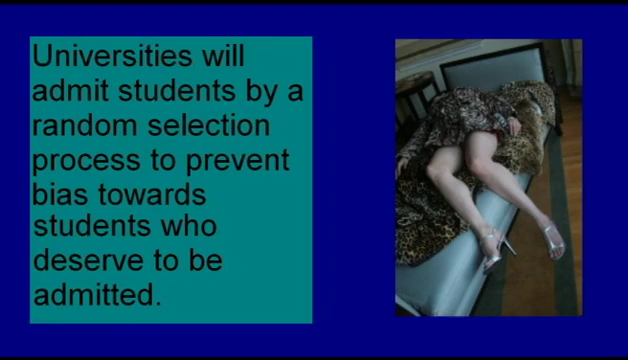 Universities will
admit students by a
random selection
process to prevent
bias towards
students who
deserve to be
admitted.